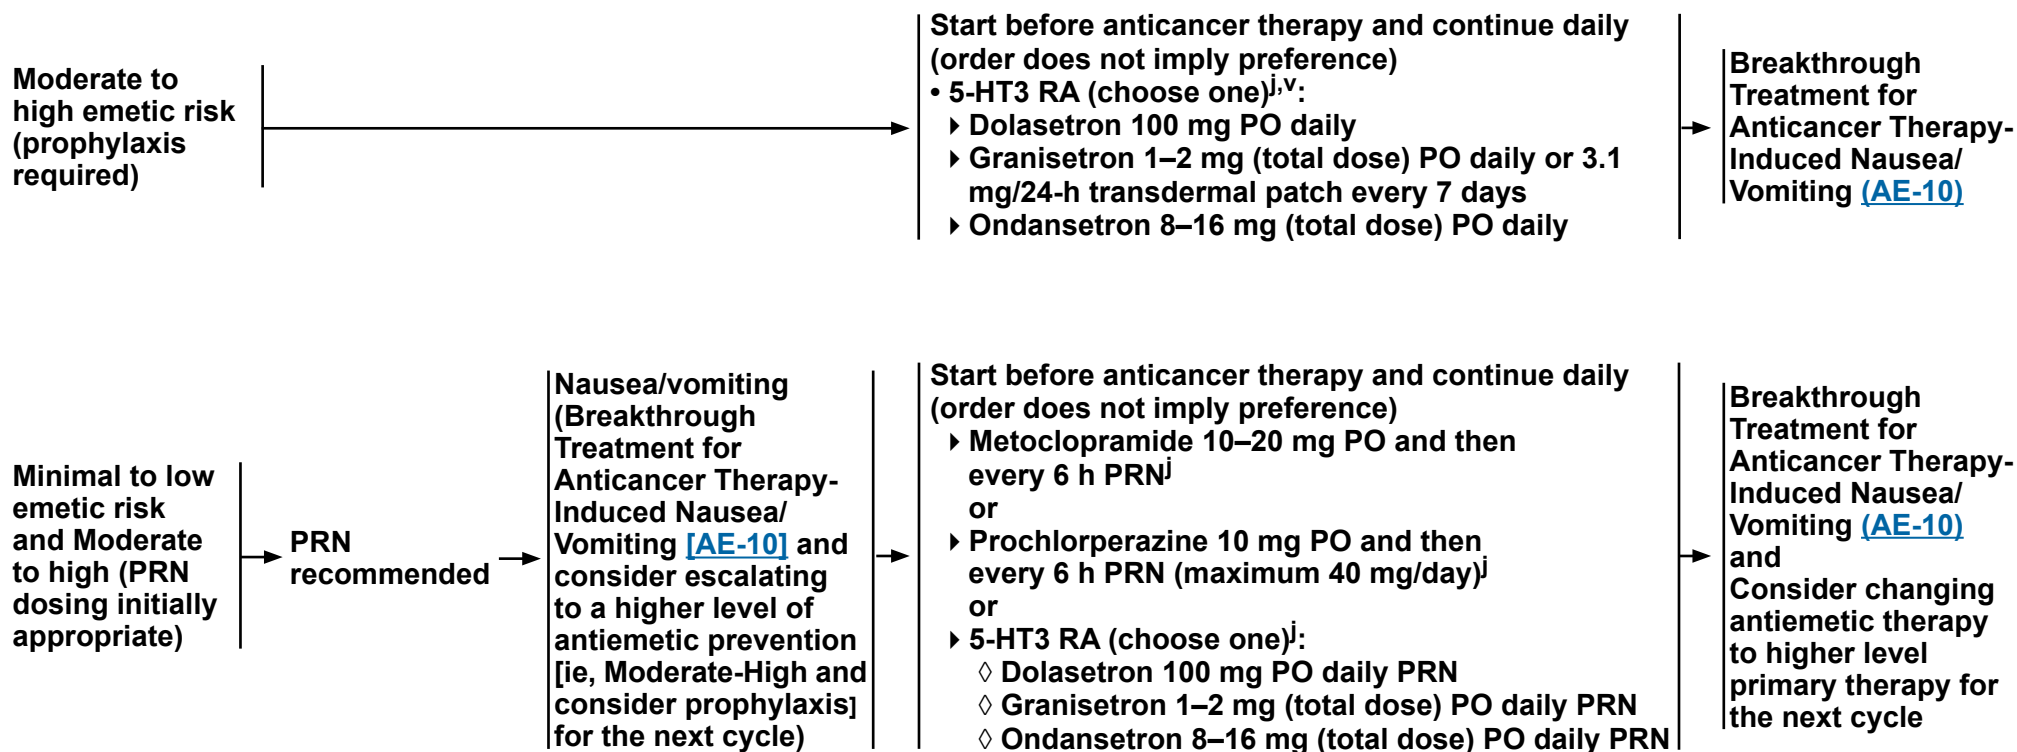 Moderate to
high emetic risk
(prophylaxis
required)
Start before anticancer therapy and continue daily
(order does not imply preference)
• 5-HT3 RA (choose one)j,v:
Dolasetron 100 mg PO daily
Granisetron 1–2 mg (total dose) PO daily or 3.1
mg/24-h transdermal patch every 7 days
Ondansetron 8–16 mg (total dose) PO daily
Breakthrough
Treatment for
Anticancer Therapy-
Induced Nausea/
Vomiting (AE-10)
Minimal to low
emetic risk
and Moderate
to high (PRN
dosing initially
appropriate)
PRN
recommended
Nausea/vomiting
(Breakthrough
Treatment for
Anticancer Therapy-
Induced Nausea/
Vomiting [AE-10] and
consider escalating
to a higher level of
antiemetic prevention
[ie, Moderate-High and
consider prophylaxis]
for the next cycle)
Start before anticancer therapy and continue daily
(order does not imply preference)
Metoclopramide 10–20 mg PO and then
every 6 h PRNj
or
Prochlorperazine 10 mg PO and then
every 6 h PRN (maximum 40 mg/day)j
or
5-HT3 RA (choose one)j:
◊ Dolasetron 100 mg PO daily PRN
◊ Granisetron 1–2 mg (total dose) PO daily PRN
◊ Ondansetron 8–16 mg (total dose) PO daily PRN
Breakthrough
Treatment for
Anticancer Therapy-
Induced Nausea/
Vomiting (AE-10)
and
Consider changing
antiemetic therapy
to higher level
primary therapy for
the next cycle